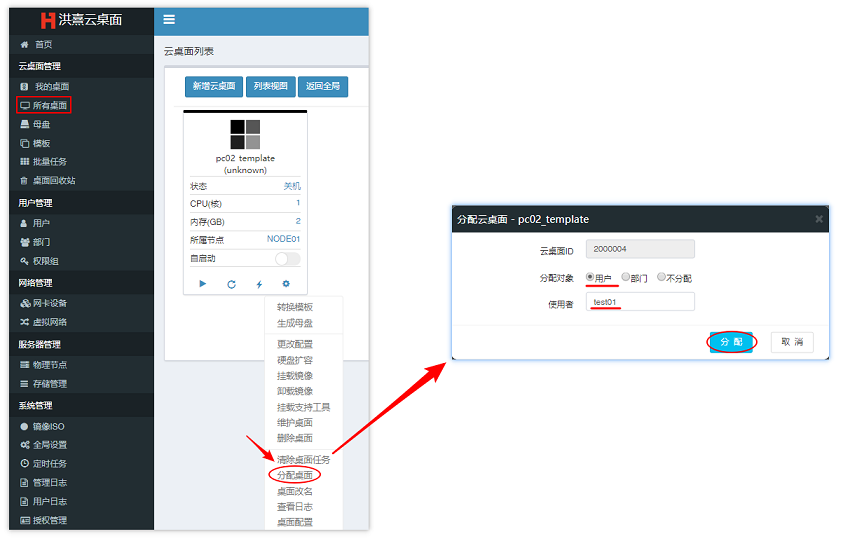 洪熹云桌面
首页
云桌面管理
我的桌面
所有桌面
母盘
模板
批量任务
桌面回收站
用户管理
用户
部门
权限组
网络管理
网卡设备
虚拟网络
服务器管理
物理节点
存储管理
系统管理
镜像ISO
全局设置
定时任务
管理日志
用户日志
授权管理
云桌面列表
新增云桌面 列表视图 返回全局
pc02 template
(unknown)
状态 关机
CPU(核) 1
内存(GB) 2
所属节点 NODE01
自启动
转换模板
生成母盘
更改配置
硬盘扩容
挂载镜像
卸载镜像
挂载支持工具
维护桌面
删除桌面
清除桌面任务
分配桌面
桌面改名
查看日志
桌面配置
分配云桌面 - pc02_template
云桌面ID 2000004
分配对象 用户 部门 不分配
使用者 test01
分 配 取 消